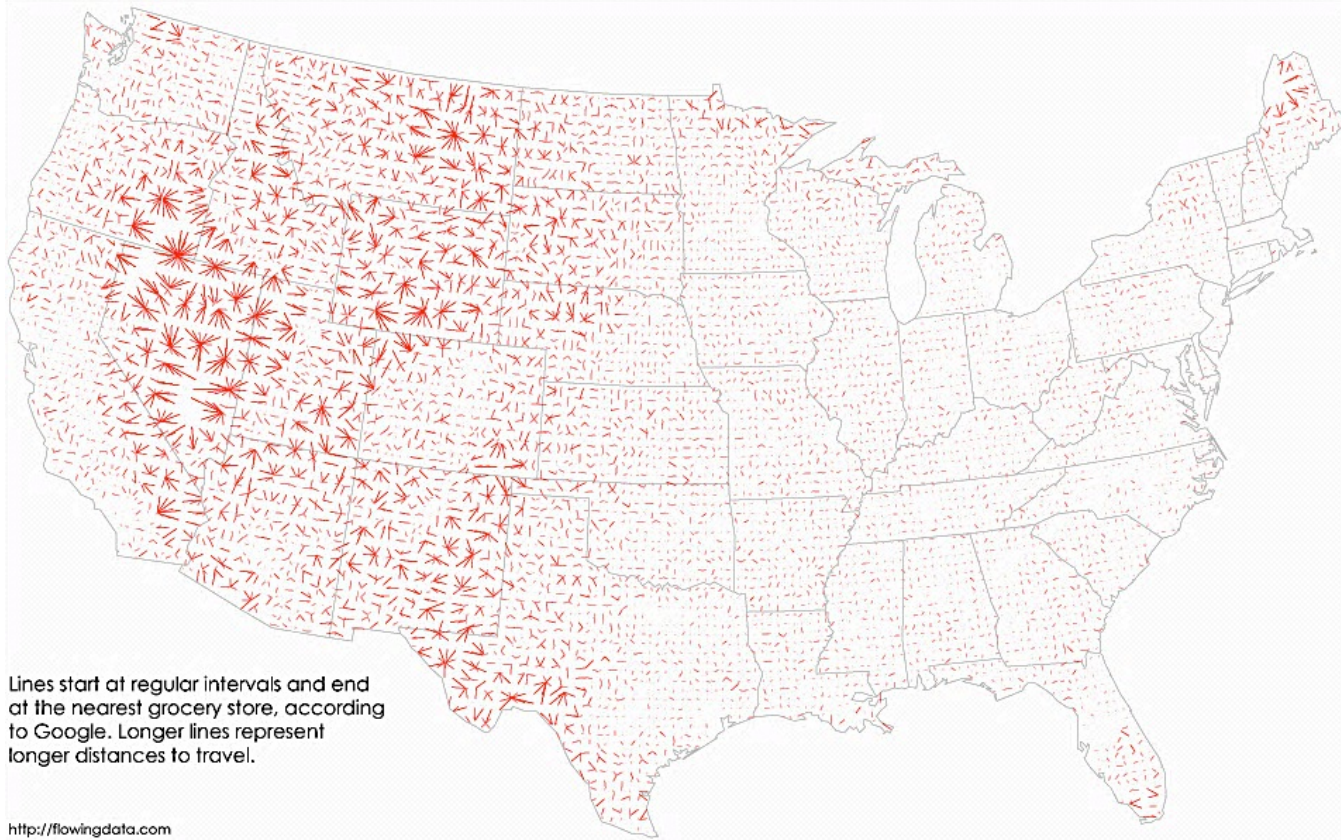 Lines start at regular intervals and end
at the nearest grocery store, according
to Google. Longer lines represent
longer distances to travel.
http://flowingdata.com